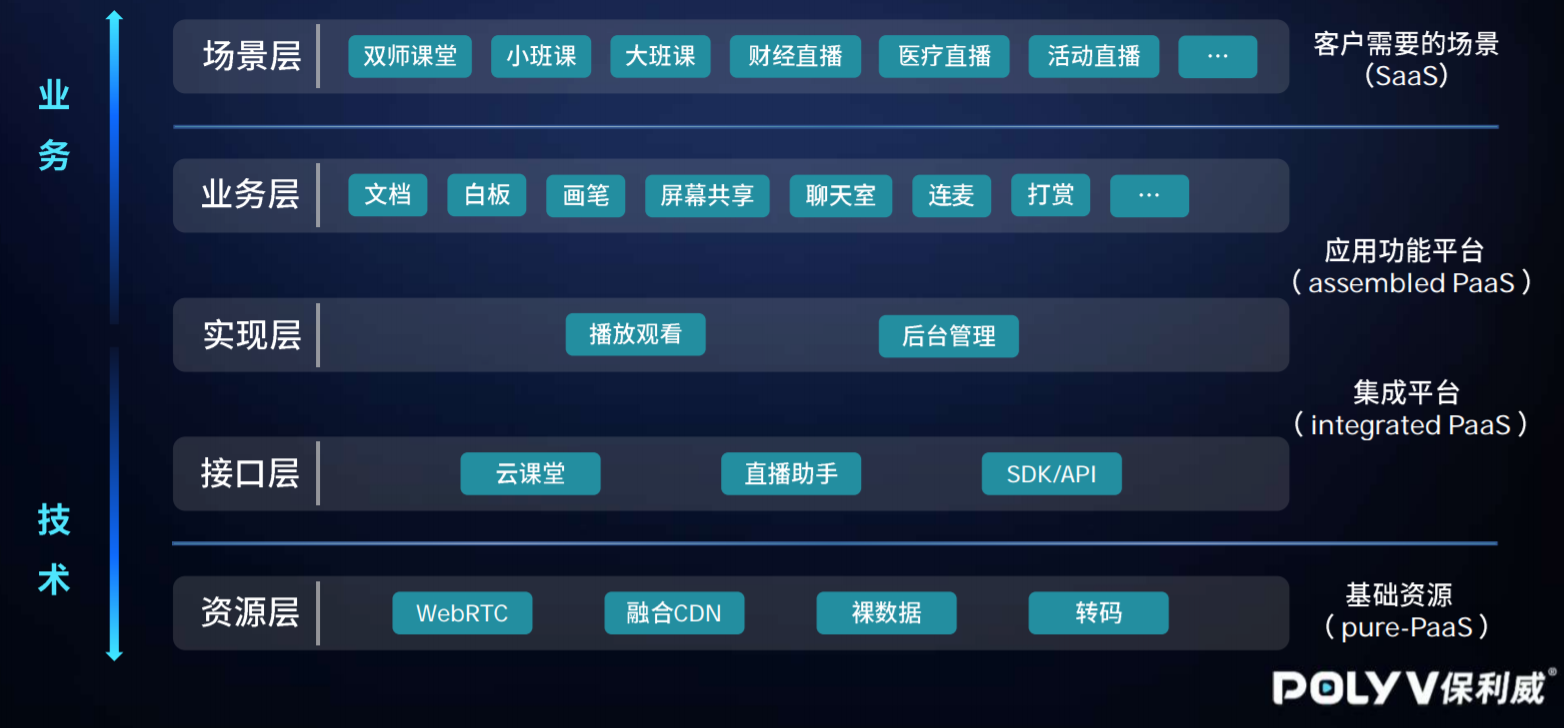 业务
场景层
双师课堂
小班课
大班课
财经直播
医疗直播
活动直播
…
客户需要的场景
（SaaS）
业务层
文档
白板
画笔
屏幕共享
聊天室
连麦
打赏
…
应用功能平台
（assembled PaaS）
实现层
播放观看
后台管理
集成平台
（integrated PaaS）
技术
接口层
云课堂
直播助手
SDK/API
资源层
WebRTC
融合CDN
裸数据
转码
基础资源
（pure-PaaS）
POLYV保利威®